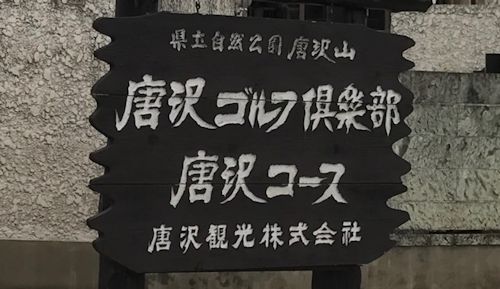 県立自然公園 唐沢山
唐沢ゴルフ倶楽部
唐沢コース
唐沢観光株式会社